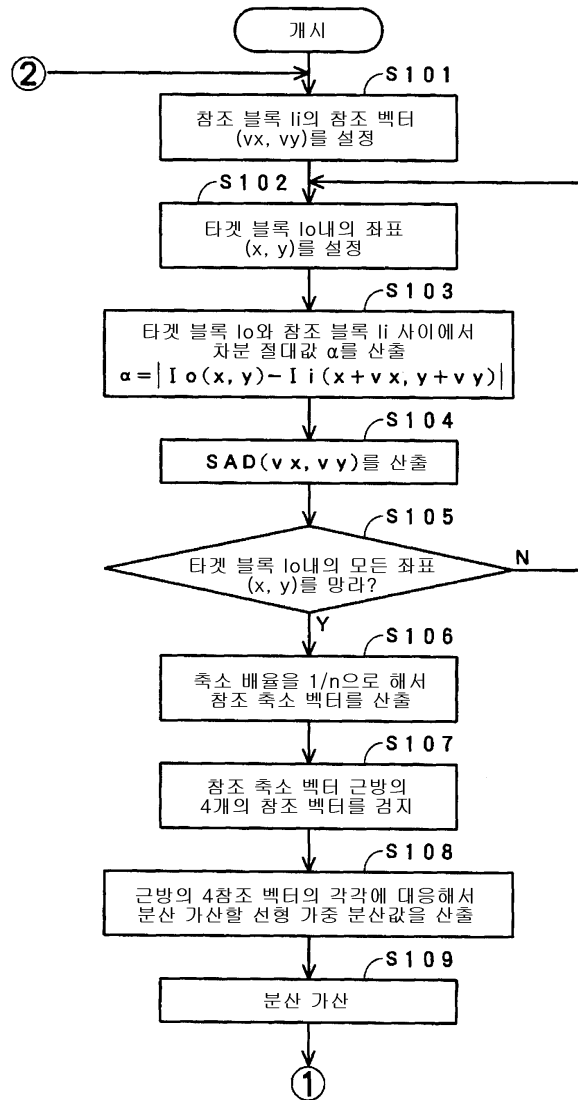 개시
②
S101
참조 블록 Ii의 참조 벡터
(vx, vy)를 설정
S102
타겟 블록 Io내의 좌표
(x, y)를 설정
S103
타겟 블록 Io와 참조 블록 Ii 사이에서
차분 절대값 α를 산출
α=|Io(x, y)-Ii(x+vx, y+vy)|
S104
SAD(vx, vy)를 산출
S105
타겟 블록 Io내의 모든 좌표
(x, y)를 망라?
N
Y
S106
축소 배율을 1/n으로 해서
참조 축소 벡터를 산출
S107
참조 축소 벡터 근방의
4개의 참조 벡터를 검지
S108
근방의 4참조 벡터의 각각에 대응해서
분산 가산할 선형 가중 분산값을 산출
S109
분산 가산
①